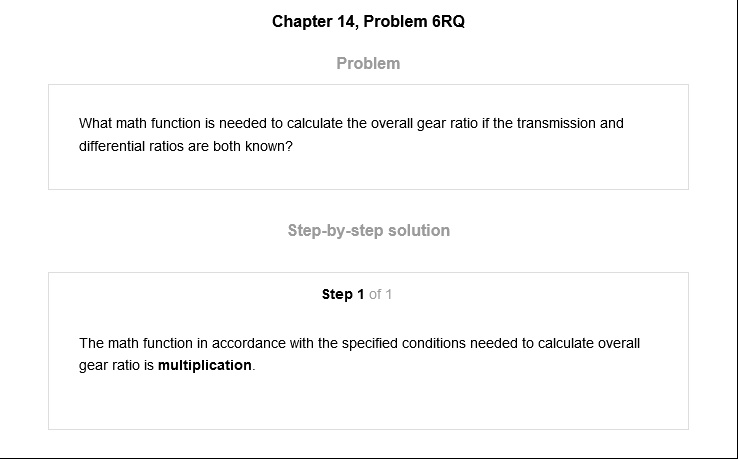 Chapter 14, Problem 6RQ
Problem
What math function is needed to calculate the overall gear ratio if the transmission and
differential ratios are both known?
Step-by-step solution
Step 1 of 1
The math function in accordance with the specified conditions needed to calculate overall
gear ratio is multiplication.